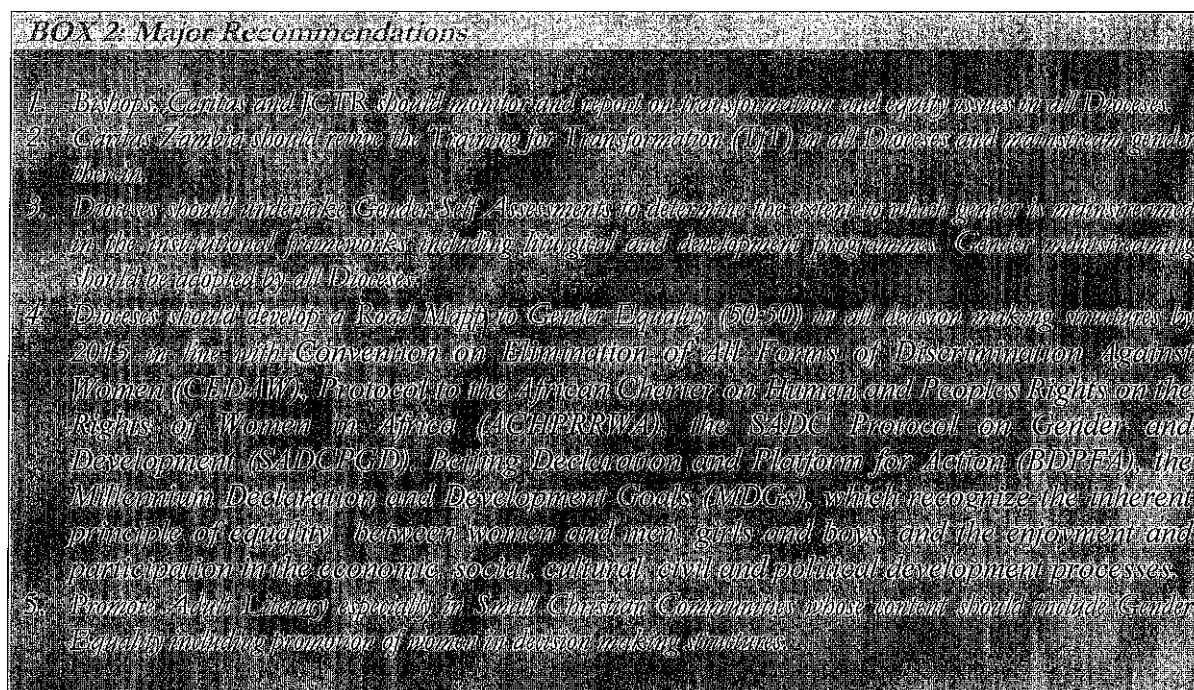 BOX 2: Major Recommendations
1. Bishops, Caritas and JCTR should monitor and report on transformation and equity issues in all Dioceses.
2. Caritas Zambia should revive the Training for Transformation (TfT) in all Dioceses and mainstream gender
therein.
3. Dioceses should undertake Gender Self Assessments to determine the extent to which gender is mainstreamed
in the institutional frameworks including liturgical and development programmes. Gender mainstreaming
should be adopted by all Dioceses.
4. Dioceses should develop a Road Map to Gender Equality (50-50) in all decision making structures by
2015 in line with Convention on Elimination of All Forms of Discrimination Against
Women (CEDAW), Protocol to the African Charter on Human and Peoples Rights on the
Rights of Women in Africa (ACHPRRWA), the SADC Protocol on Gender and
Development (SADCPGD), Beijing Declaration and Platform for Action (BDPFA), the
Millennium Declaration and Development Goals (MDGs), which recognize the inherent
principle of equality between women and men, girls and boys, and the enjoyment and
participation in the economic, social, cultural, civil and political development processes.
5. Promote Adult Literacy especially in Small Christian Communities whose content should include Gender
Equality including promotion of women in decision making structures.